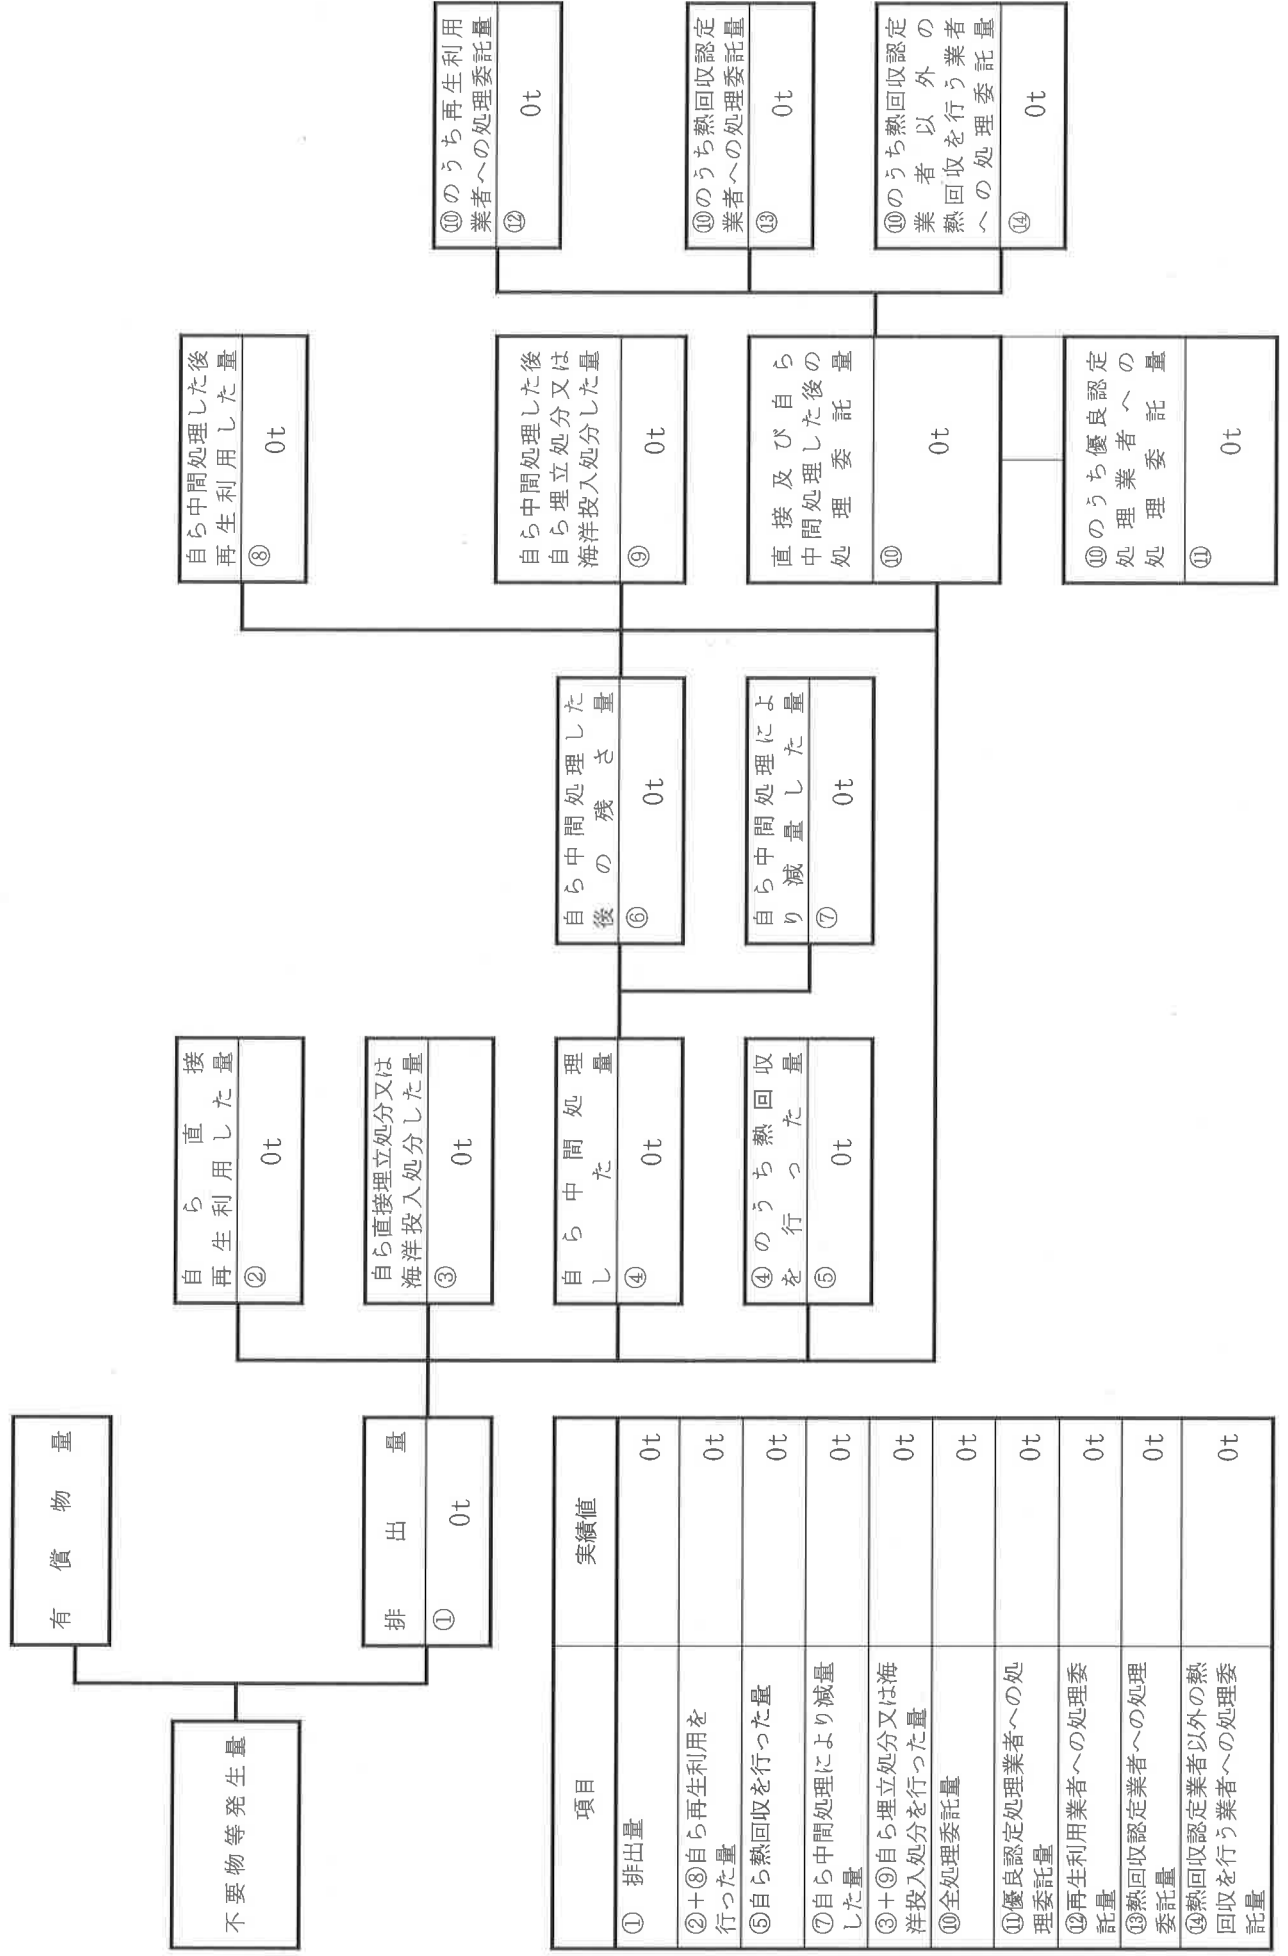 不要物等発生量
有償物量
排出量
① 0t
自ら直接
再生利用した量
② 0t
自ら直接埋立処分又は
海洋投入処分した量
③ 0t
自ら中間処理
した量
④ 0t
④のうち熱回収
を行った量
⑤ 0t
自ら中間処理した
後の残さ量
⑥ 0t
自ら中間処理によ
り減量した量
⑦ 0t
自ら中間処理した後
再生利用した量
⑧ 0t
自ら中間処理した後
自ら埋立処分又は
海洋投入処分した量
⑨ 0t
直接及び自ら
中間処理した後の
処理委託量
⑩ 0t
⑩のうち優良認定
処理業者への
処理委託量
⑪ 0t
⑩のうち再生利用
業者への処理委託量
⑫ 0t
⑩のうち熱回収認定
業者への処理委託量
⑬ 0t
⑩のうち熱回収認定
業者以外の
熱回収を行う業者
への処理委託量
⑭ 0t
項目 実績値
① 排出量 0t
②+⑧自ら再生利用を
行った量 0t
⑤自ら熱回収を行った量 0t
⑦自ら中間処理により減量
した量 0t
③+⑨自ら埋立処分又は海
洋投入処分を行った量 0t
⑩全処理委託量 0t
⑪優良認定処理業者への処
理委託量 0t
⑫再生利用業者への処理委
託量 0t
⑬熱回収認定業者への処理
委託量 0t
⑭熱回収認定業者以外の熱
回収を行う業者への処理委
託量 0t